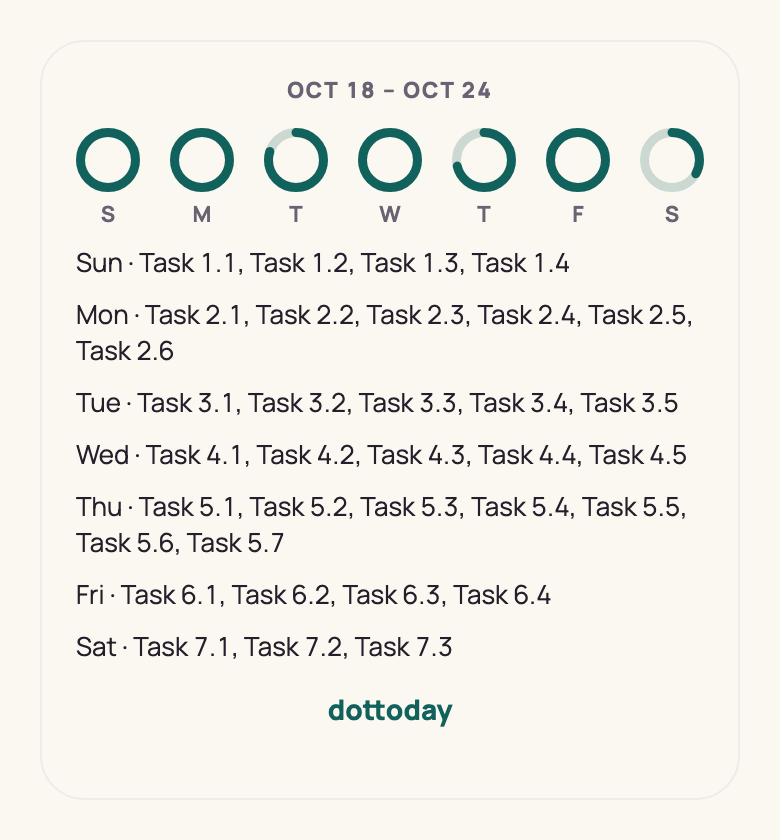 OCT 18 – OCT 24
S M T W T F S
Sun · Task 1.1, Task 1.2, Task 1.3, Task 1.4
Mon · Task 2.1, Task 2.2, Task 2.3, Task 2.4, Task 2.5,
Task 2.6
Tue · Task 3.1, Task 3.2, Task 3.3, Task 3.4, Task 3.5
Wed · Task 4.1, Task 4.2, Task 4.3, Task 4.4, Task 4.5
Thu · Task 5.1, Task 5.2, Task 5.3, Task 5.4, Task 5.5,
Task 5.6, Task 5.7
Fri · Task 6.1, Task 6.2, Task 6.3, Task 6.4
Sat · Task 7.1, Task 7.2, Task 7.3
dottoday